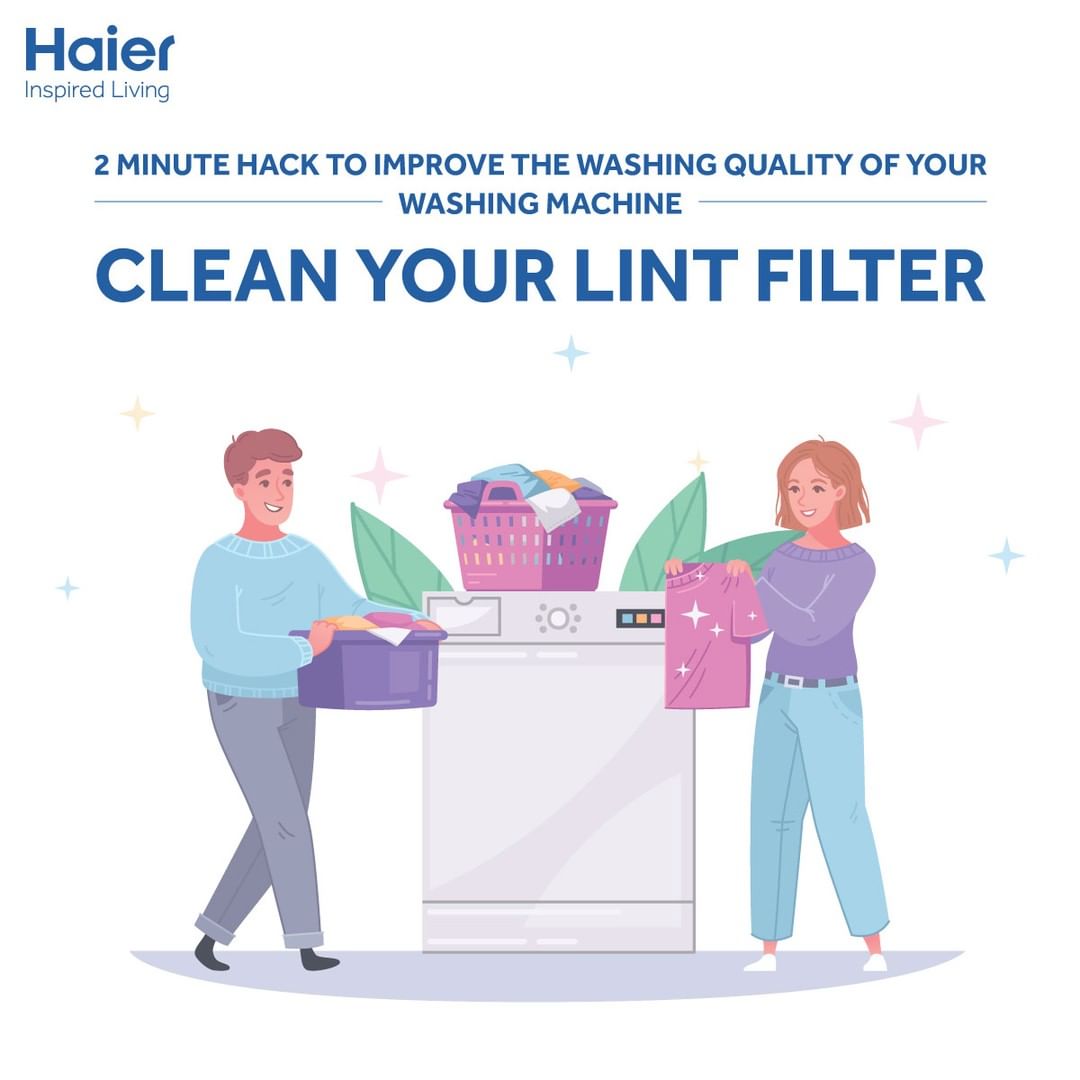 Haier
Inspired Living
2 MINUTE HACK TO IMPROVE THE WASHING QUALITY OF YOUR
WASHING MACHINE
CLEAN YOUR LINT FILTER